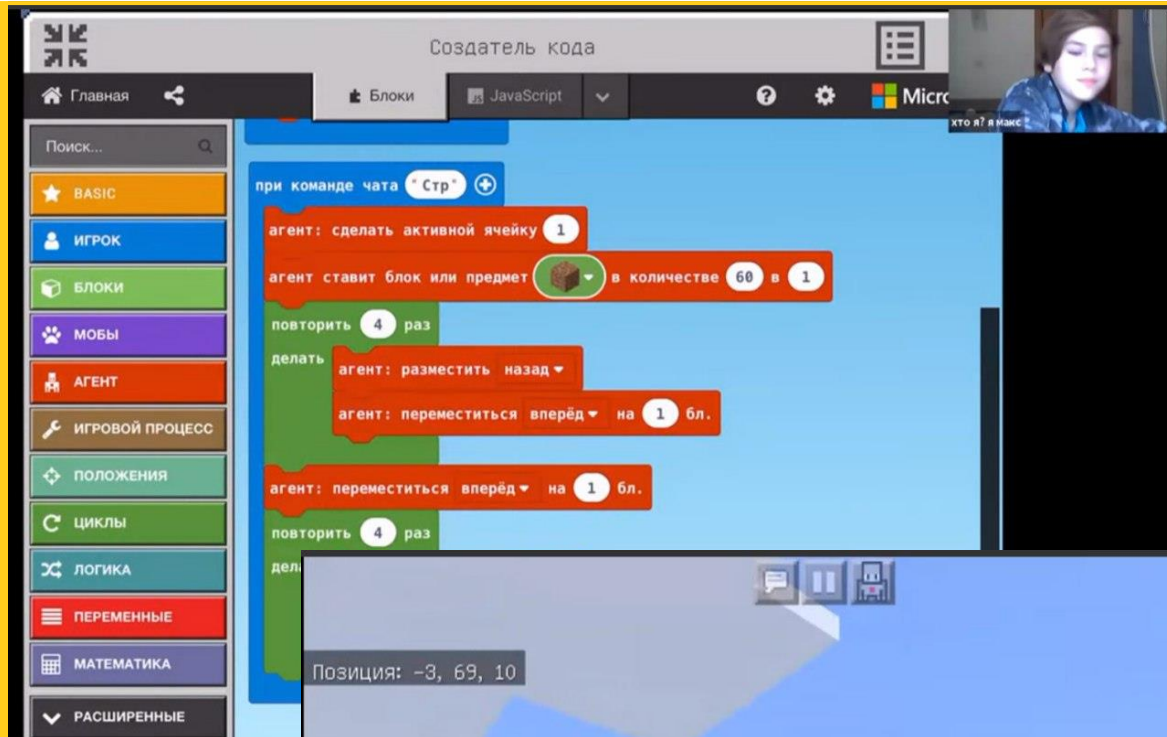 Создатель кода
Главная
Блоки
JavaScript
?
Micro
хто я? я макс
Поиск...
BASIC
ИГРОК
БЛОКИ
МОБЫ
АГЕНТ
ИГРОВОЙ ПРОЦЕСС
ПОЛОЖЕНИЯ
ЦИКЛЫ
ЛОГИКА
ПЕРЕМЕННЫЕ
МАТЕМАТИКА
РАСШИРЕННЫЕ
при команде чата "Стр"
агент: сделать активной ячейку 1
агент ставит блок или предмет в количестве 60 в 1
повторить 4 раз
делать
агент: разместить назад
агент: переместиться вперёд на 1 бл.
агент: переместиться вперёд на 1 бл.
повторить 4 раз
Позиция: -3, 69, 10